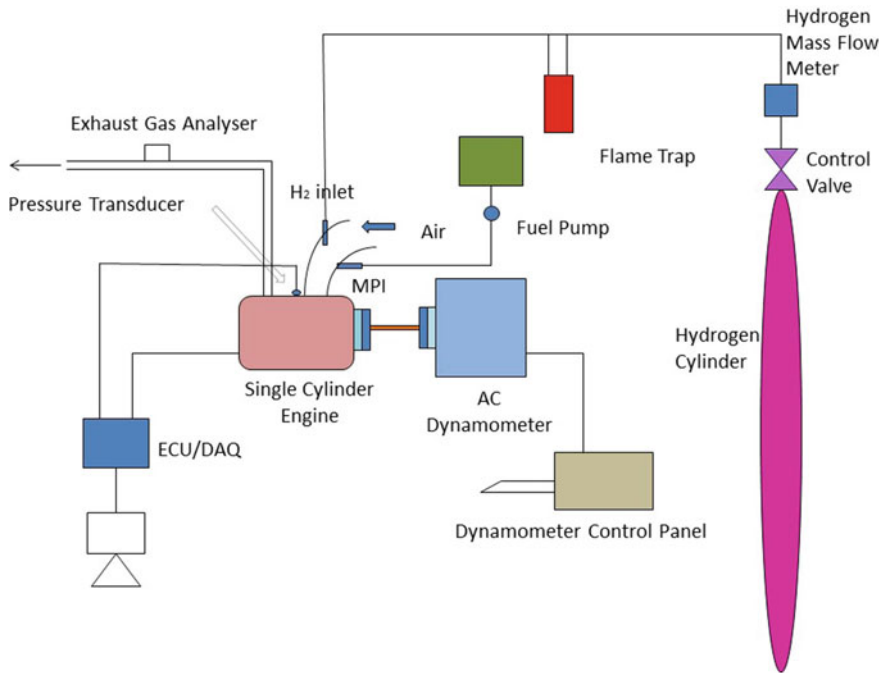 Hydrogen
Mass Flow
Meter
Exhaust Gas Analyser
Flame Trap
Control
Valve
Pressure Transducer
H₂ inlet
Air
Fuel Pump
MPI
Hydrogen
Cylinder
Single Cylinder
Engine
AC
Dynamometer
ECU/DAQ
Dynamometer Control Panel